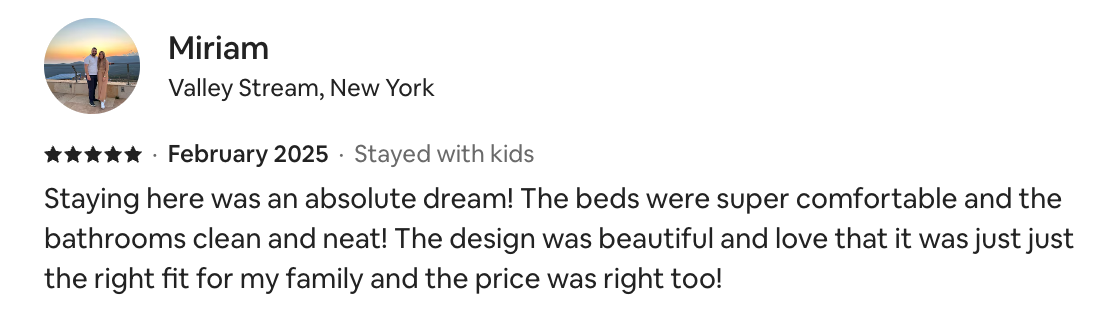 Miriam
Valley Stream, New York
★★★★★ · February 2025 · Stayed with kids
Staying here was an absolute dream! The beds were super comfortable and the
bathrooms clean and neat! The design was beautiful and love that it was just just
the right fit for my family and the price was right too!